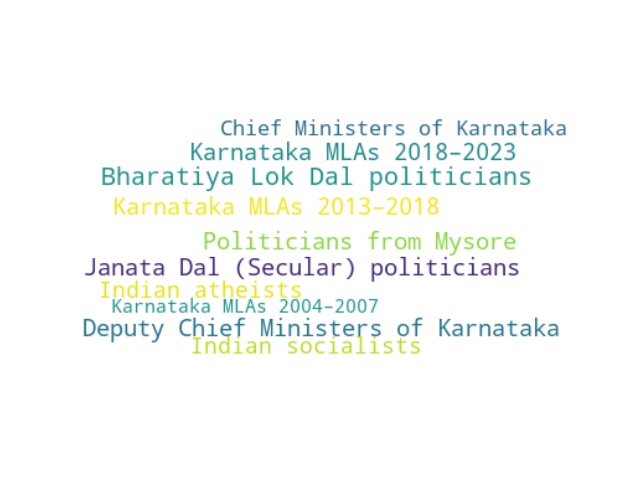 Chief Ministers of Karnataka
Karnataka MLAs 2018–2023
Bharatiya Lok Dal politicians
Karnataka MLAs 2013–2018
Politicians from Mysore
Janata Dal (Secular) politicians
Indian atheists
Karnataka MLAs 2004–2007
Deputy Chief Ministers of Karnataka
Indian socialists